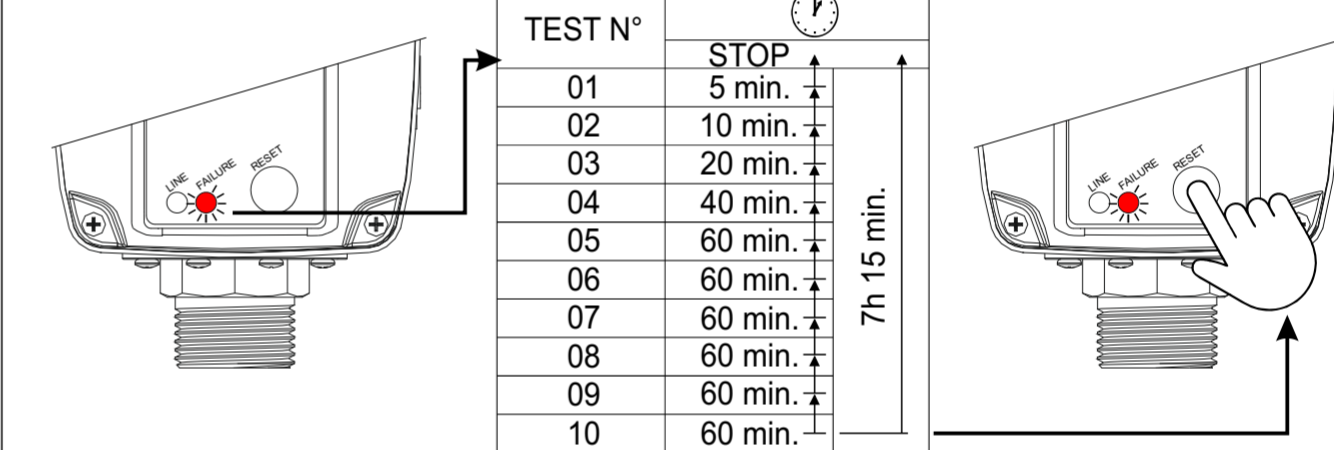 LINE FAILURE RESET
TEST N°
STOP
01 5 min.
02 10 min.
03 20 min.
04 40 min.
05 60 min.
06 60 min.
07 60 min.
08 60 min.
09 60 min.
10 60 min.
7h 15 min.
LINE FAILURE RESET